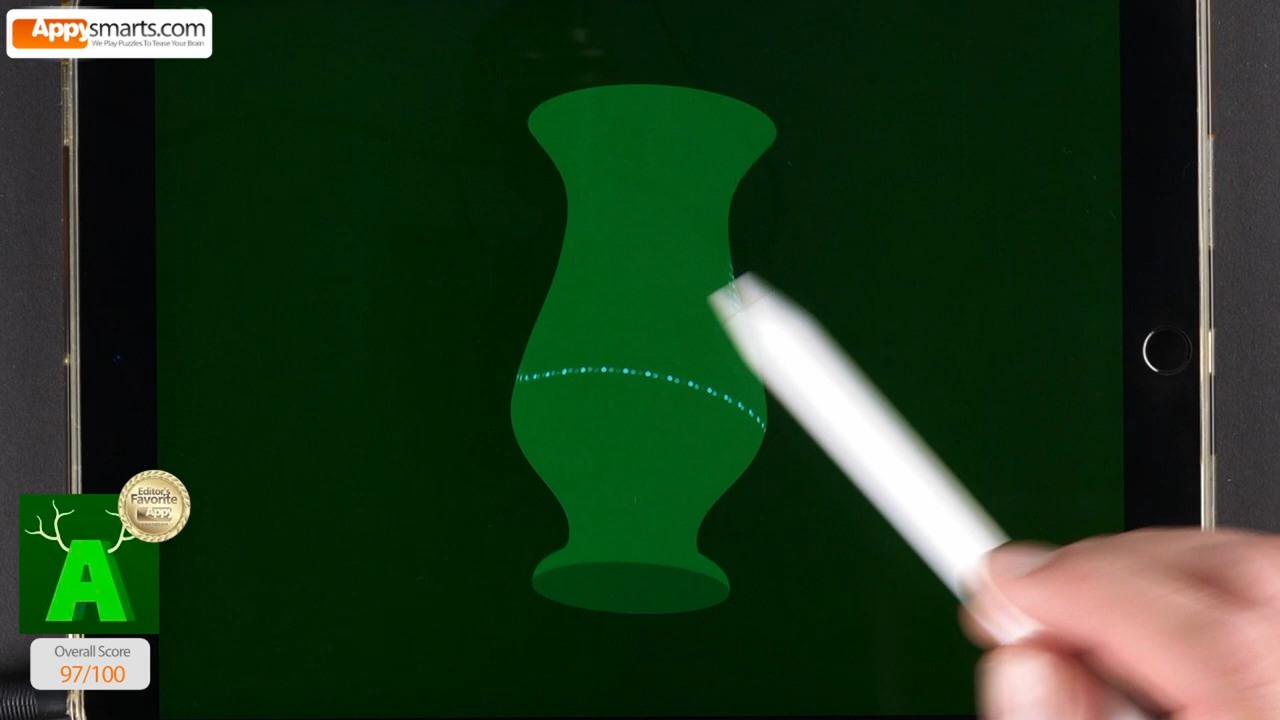 Appysmarts.com
We Play Puzzles To Tease Your Brain
Editor's
Favorite
Appy
A
Overall Score
97/100